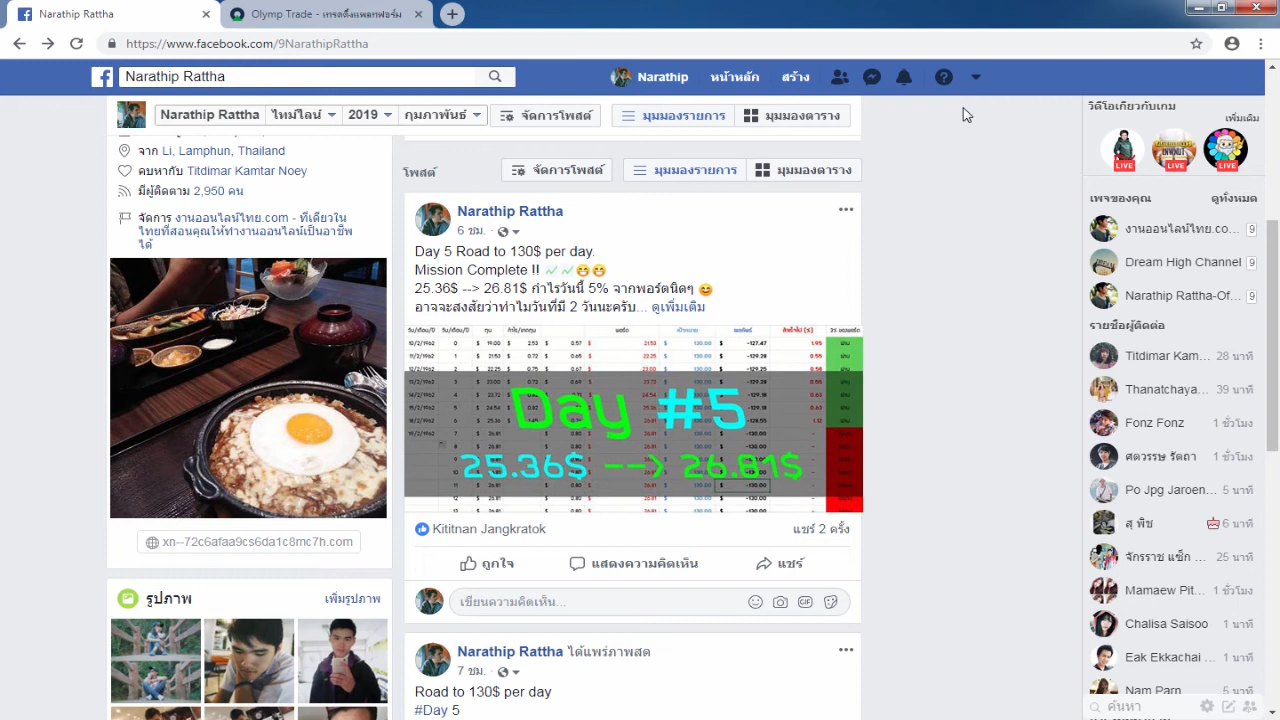 Narathip Rattha
Olymp Trade - เทรดดิ้งแพลทฟอร์ม
https://www.facebook.com/9NarathipRattha
Narathip Rattha
Narathip
หน้าหลัก
สร้าง
Narathip Rattha
ไทม์ไลน์
2019
กุมภาพันธ์
จัดการโพสต์
มุมมองรายการ
มุมมองตาราง
จาก Li, Lamphun, Thailand
คบหากับ Titdimar Kamtar Noey
มีผู้ติดตาม 2,950 คน
จัดการ งานออนไลน์ไทย.com - ที่เดียวใน
ไทยที่สอนคุณให้ทำงานออนไลน์เป็นอาชีพ
ได้
xn--72c6afaa9cs6da1c8mc7h.com
รูปภาพ
เพิ่มรูปภาพ
โพสต์
จัดการโพสต์
มุมมองรายการ
มุมมองตาราง
Narathip Rattha
6 ชม.
Day 5 Road to 130$ per day.
Mission Complete !!
25.36$ --> 26.81$ กำไรวันนี้ 5% จากพอร์ตนิดๆ
อาจจะสงสัยว่าทำไมวันที่มี 2 วันนะครับ... ดูเพิ่มเติม
Day #5
25.36$ --> 26.81$
Kititnan Jangkratok
แชร์ 2 ครั้ง
ถูกใจ
แสดงความคิดเห็น
แชร์
เขียนความคิดเห็น...
GIF
Narathip Rattha ได้แพร่ภาพสด
7 ชม.
Road to 130$ per day
#Day 5
วิดีโอเกี่ยวกับเกม
เพิ่มเติม
LIVE
LIVE
LIVE
เพจของคุณ
ดูทั้งหมด
งานออนไลน์ไทย.co... 9
Dream High Channel 9
Narathip Rattha-Of... 9
รายชื่อผู้ติดต่อ
Titdimar Kam... 28 นาที
Thanatchaya... 39 นาที
Fonz Fonz 1 ชั่วโมง
ศตวรรษ รัตถา
Po Jpg Jaroen... 5 นาที
สุ พืช 6 นาที
จักรราช แซ็ก ... 25 นาที
Mamaew Pit... 1 ชั่วโมง
Chalisa Saisoo 1 นาที
Eak Ekkachai ... 1 นาที
Nam Parn 1 นาที
ค้นหา